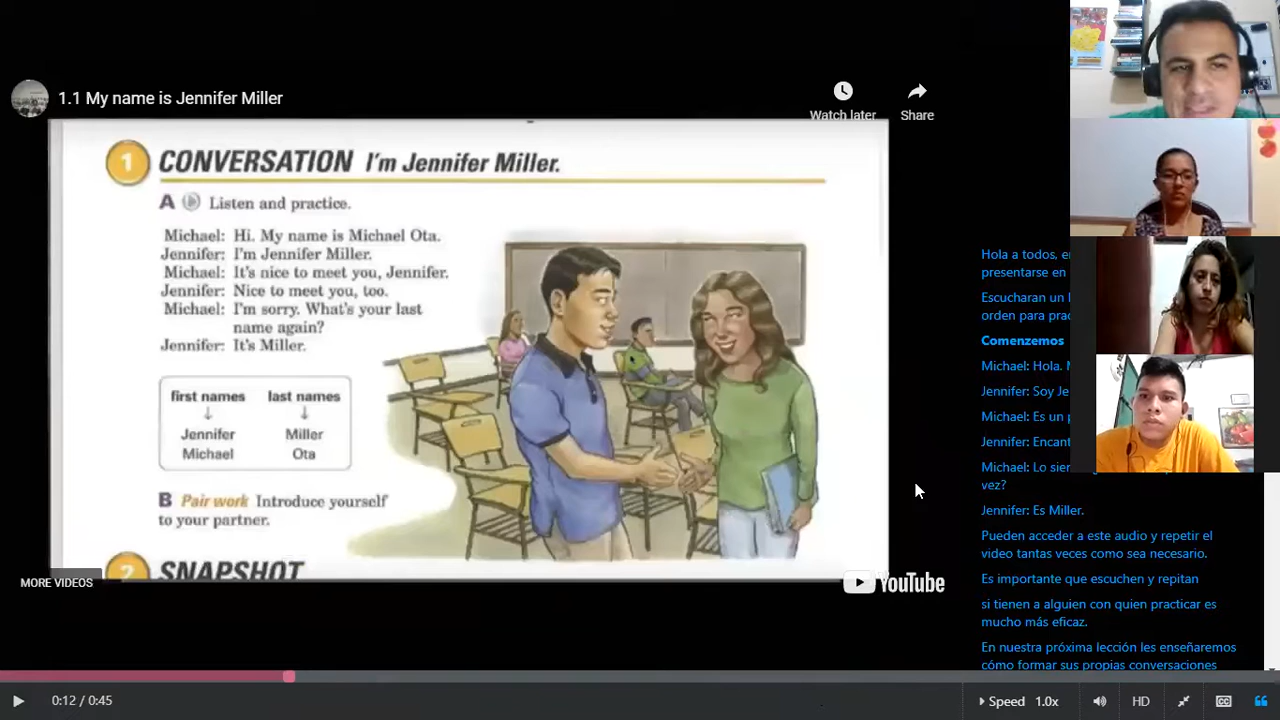 1.1 My name is Jennifer Miller
Watch later
Share
1 CONVERSATION I'm Jennifer Miller.
A Listen and practice.
Michael: Hi. My name is Michael Ota.
Jennifer: I'm Jennifer Miller.
Michael: It's nice to meet you, Jennifer.
Jennifer: Nice to meet you, too.
Michael: I'm sorry. What's your last
name again?
Jennifer: It's Miller.
first names last names
↓ ↓
Jennifer Miller
Michael Ota
B Pair work Introduce yourself
to your partner.
2 SNAPSHOT
MORE VIDEOS
YouTube
Hola a todos,
presentarse en
Escucharan un
orden para
Comenzemos
Michael: Hola.
Jennifer: Soy
Michael: Es un
Jennifer:
Michael: Lo
vez?
Jennifer: Es Miller.
Pueden acceder a este audio y repetir el
video tantas veces como sea necesario.
Es importante que escuchen y repitan
si tienen a alguien con quien practicar es
mucho más eficaz.
En nuestra próxima lección les enseñaremos
cómo formar sus propias conversaciones
0:12 / 0:45
Speed 1.0x
HD
CC